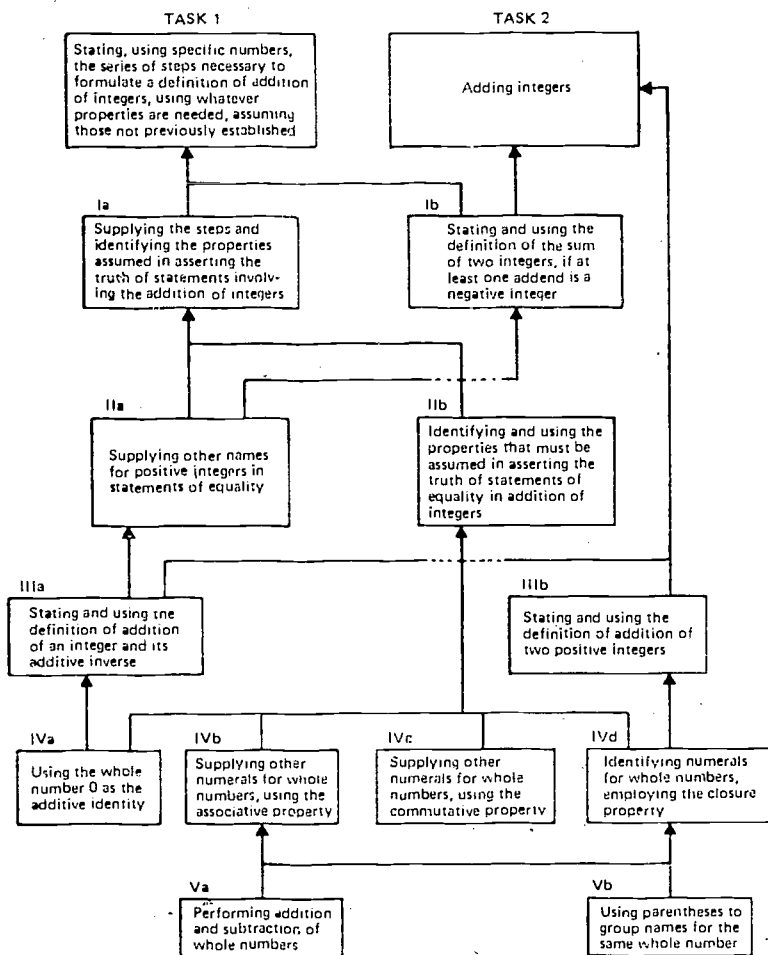 TASK 1
TASK 2
Stating, using specific numbers,
the series of steps necessary to
formulate a definition of addition
of integers, using whatever
properties are needed, assuming
those not previously established
Adding integers
Ia
Supplying the steps and
identifying the properties
assumed in asserting the
truth of statements involv-
ing the addition of integers
Ib
Stating and using the
definition of the sum
of two integers, if at
least one addend is a
negative integer
IIa
Supplying other names
for positive integers in
statements of equality
IIb
Identifying and using the
properties that must be
assumed in asserting the
truth of statements of
equality in addition of
integers
IIIa
Stating and using the
definition of addition
of an integer and its
additive inverse
IIIb
Stating and using the
definition of addition of
two positive integers
IVa
Using the whole
number 0 as the
additive identity
IVb
Supplying other
numerals for whole
numbers, using the
associative property
IVc
Supplying other
numerals for whole
numbers, using the
commutative property
IVd
Identifying numerals
for whole numbers,
employing the closure
property
Va
Performing addition
and subtraction of
whole numbers
Vb
Using parentheses to
group names for the
same whole number